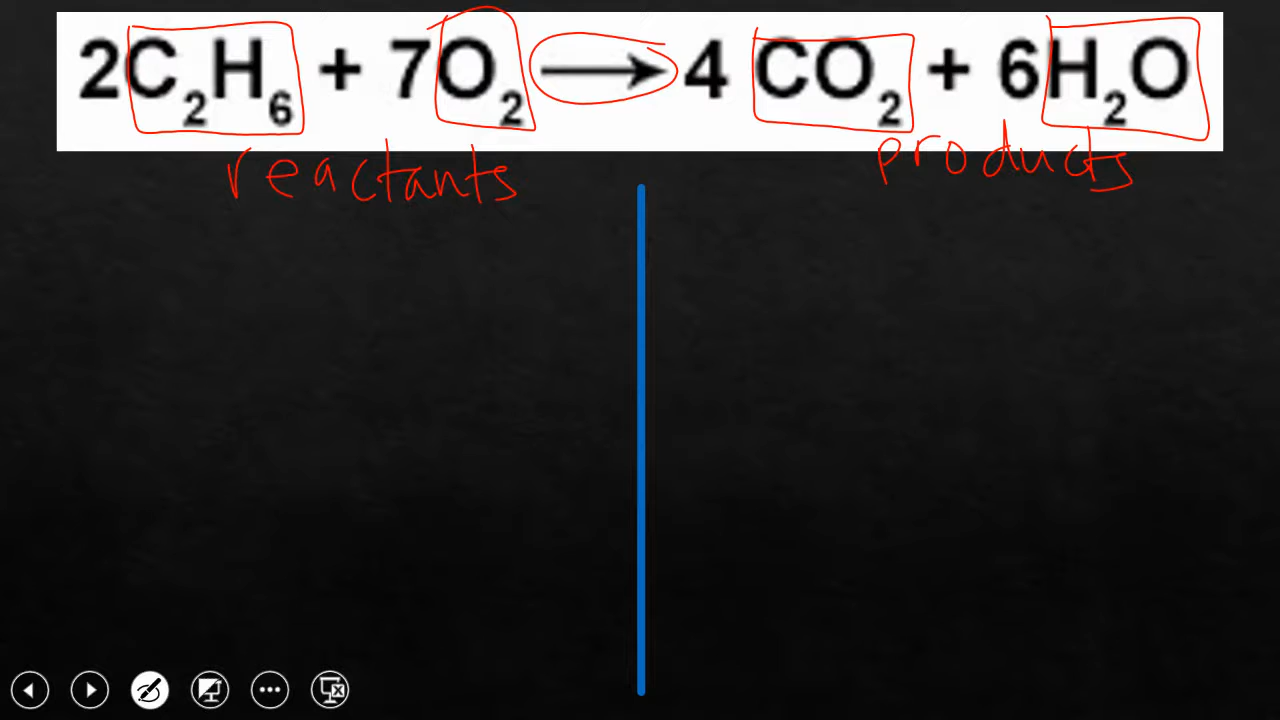 2C₂H₆ + 7O₂ → 4 CO₂ + 6H₂O
reactants products